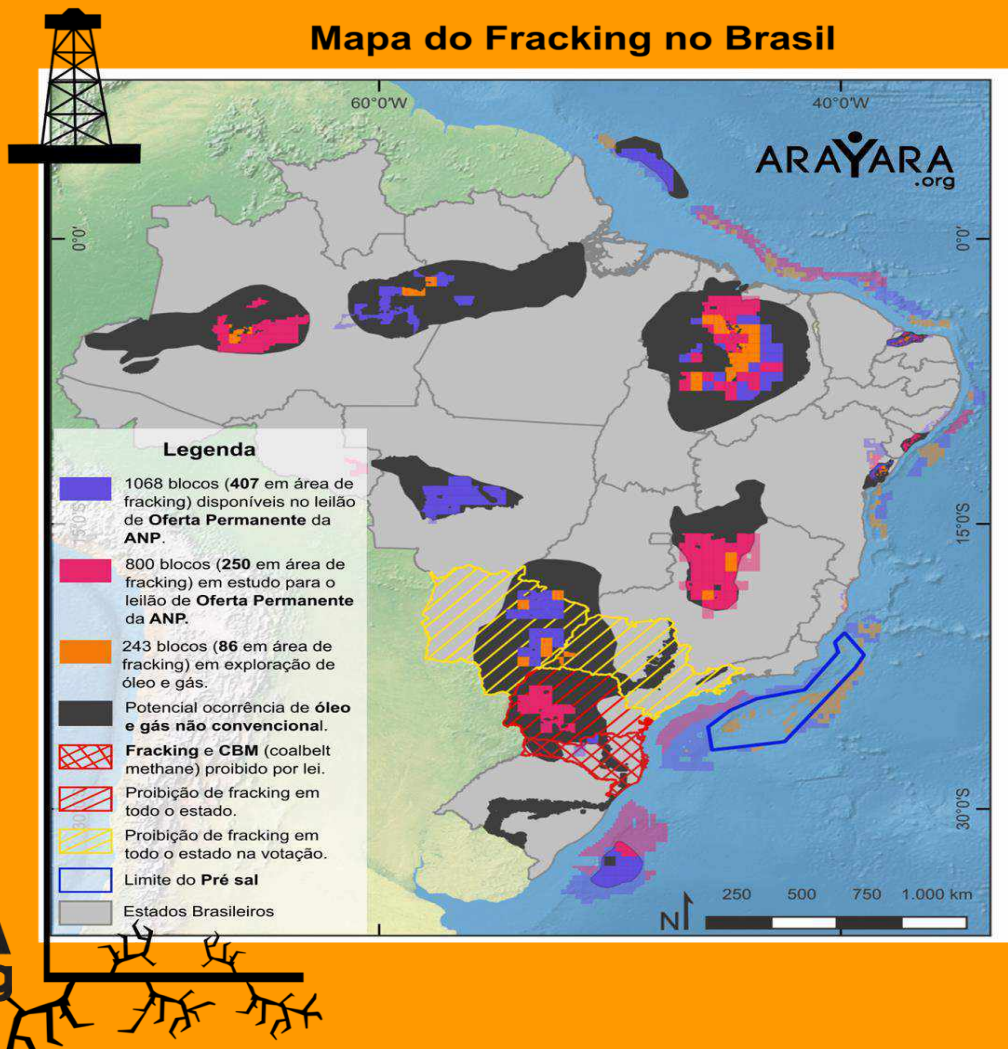 Mapa do Fracking no Brasil
60°0'W
40°0'W
ARAYARA
.org
0°0'
0°0'
Legenda
1068 blocos (407 em área de
fracking) disponíveis no leilão
de Oferta Permanente da
ANP.
800 blocos (250 em área de
fracking) em estudo para o
leilão de Oferta Permanente
da ANP.
243 blocos (86 em área de
fracking) em exploração de
óleo e gás.
Potencial ocorrência de óleo
e gás não convencional.
Fracking e CBM (coalbelt
methane) proibido por lei.
Proibição de fracking em
todo o estado.
Proibição de fracking em
todo o estado na votação.
Limite do Pré sal
Estados Brasileiros
15°0'S
15°0'S
30°0'S
30°0'S
250 500 750 1.000 km
N
A
g